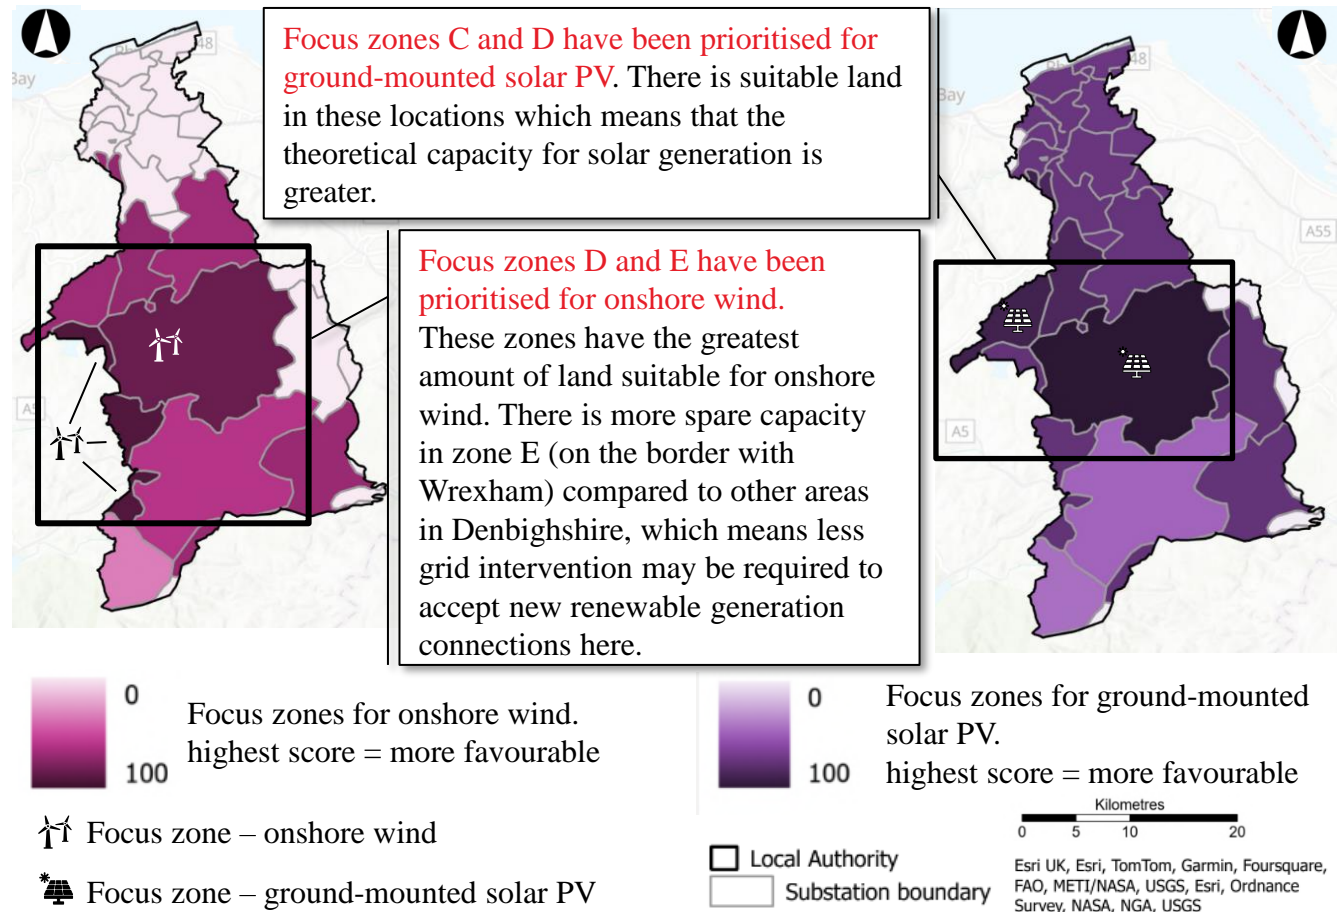 Focus zones C and D have been prioritised for
ground-mounted solar PV. There is suitable land
in these locations which means that the
theoretical capacity for solar generation is
greater.
48
48
Bay
Bay
A55
Focus zones D and E have been
prioritised for onshore wind.
These zones have the greatest
amount of land suitable for onshore
wind. There is more spare capacity
in zone E (on the border with
Wrexham) compared to other areas
in Denbighshire, which means less
grid intervention may be required to
accept new renewable generation
connections here.
A5
A5
0
100
Focus zones for onshore wind.
highest score = more favourable
0
100
Focus zones for ground-mounted
solar PV.
highest score = more favourable
Focus zone – onshore wind
Focus zone – ground-mounted solar PV
Local Authority
Substation boundary
Kilometres
0 5 10 20
Esri UK, Esri, TomTom, Garmin, Foursquare,
FAO, METI/NASA, USGS, Esri, Ordnance
Survey, NASA, NGA, USGS